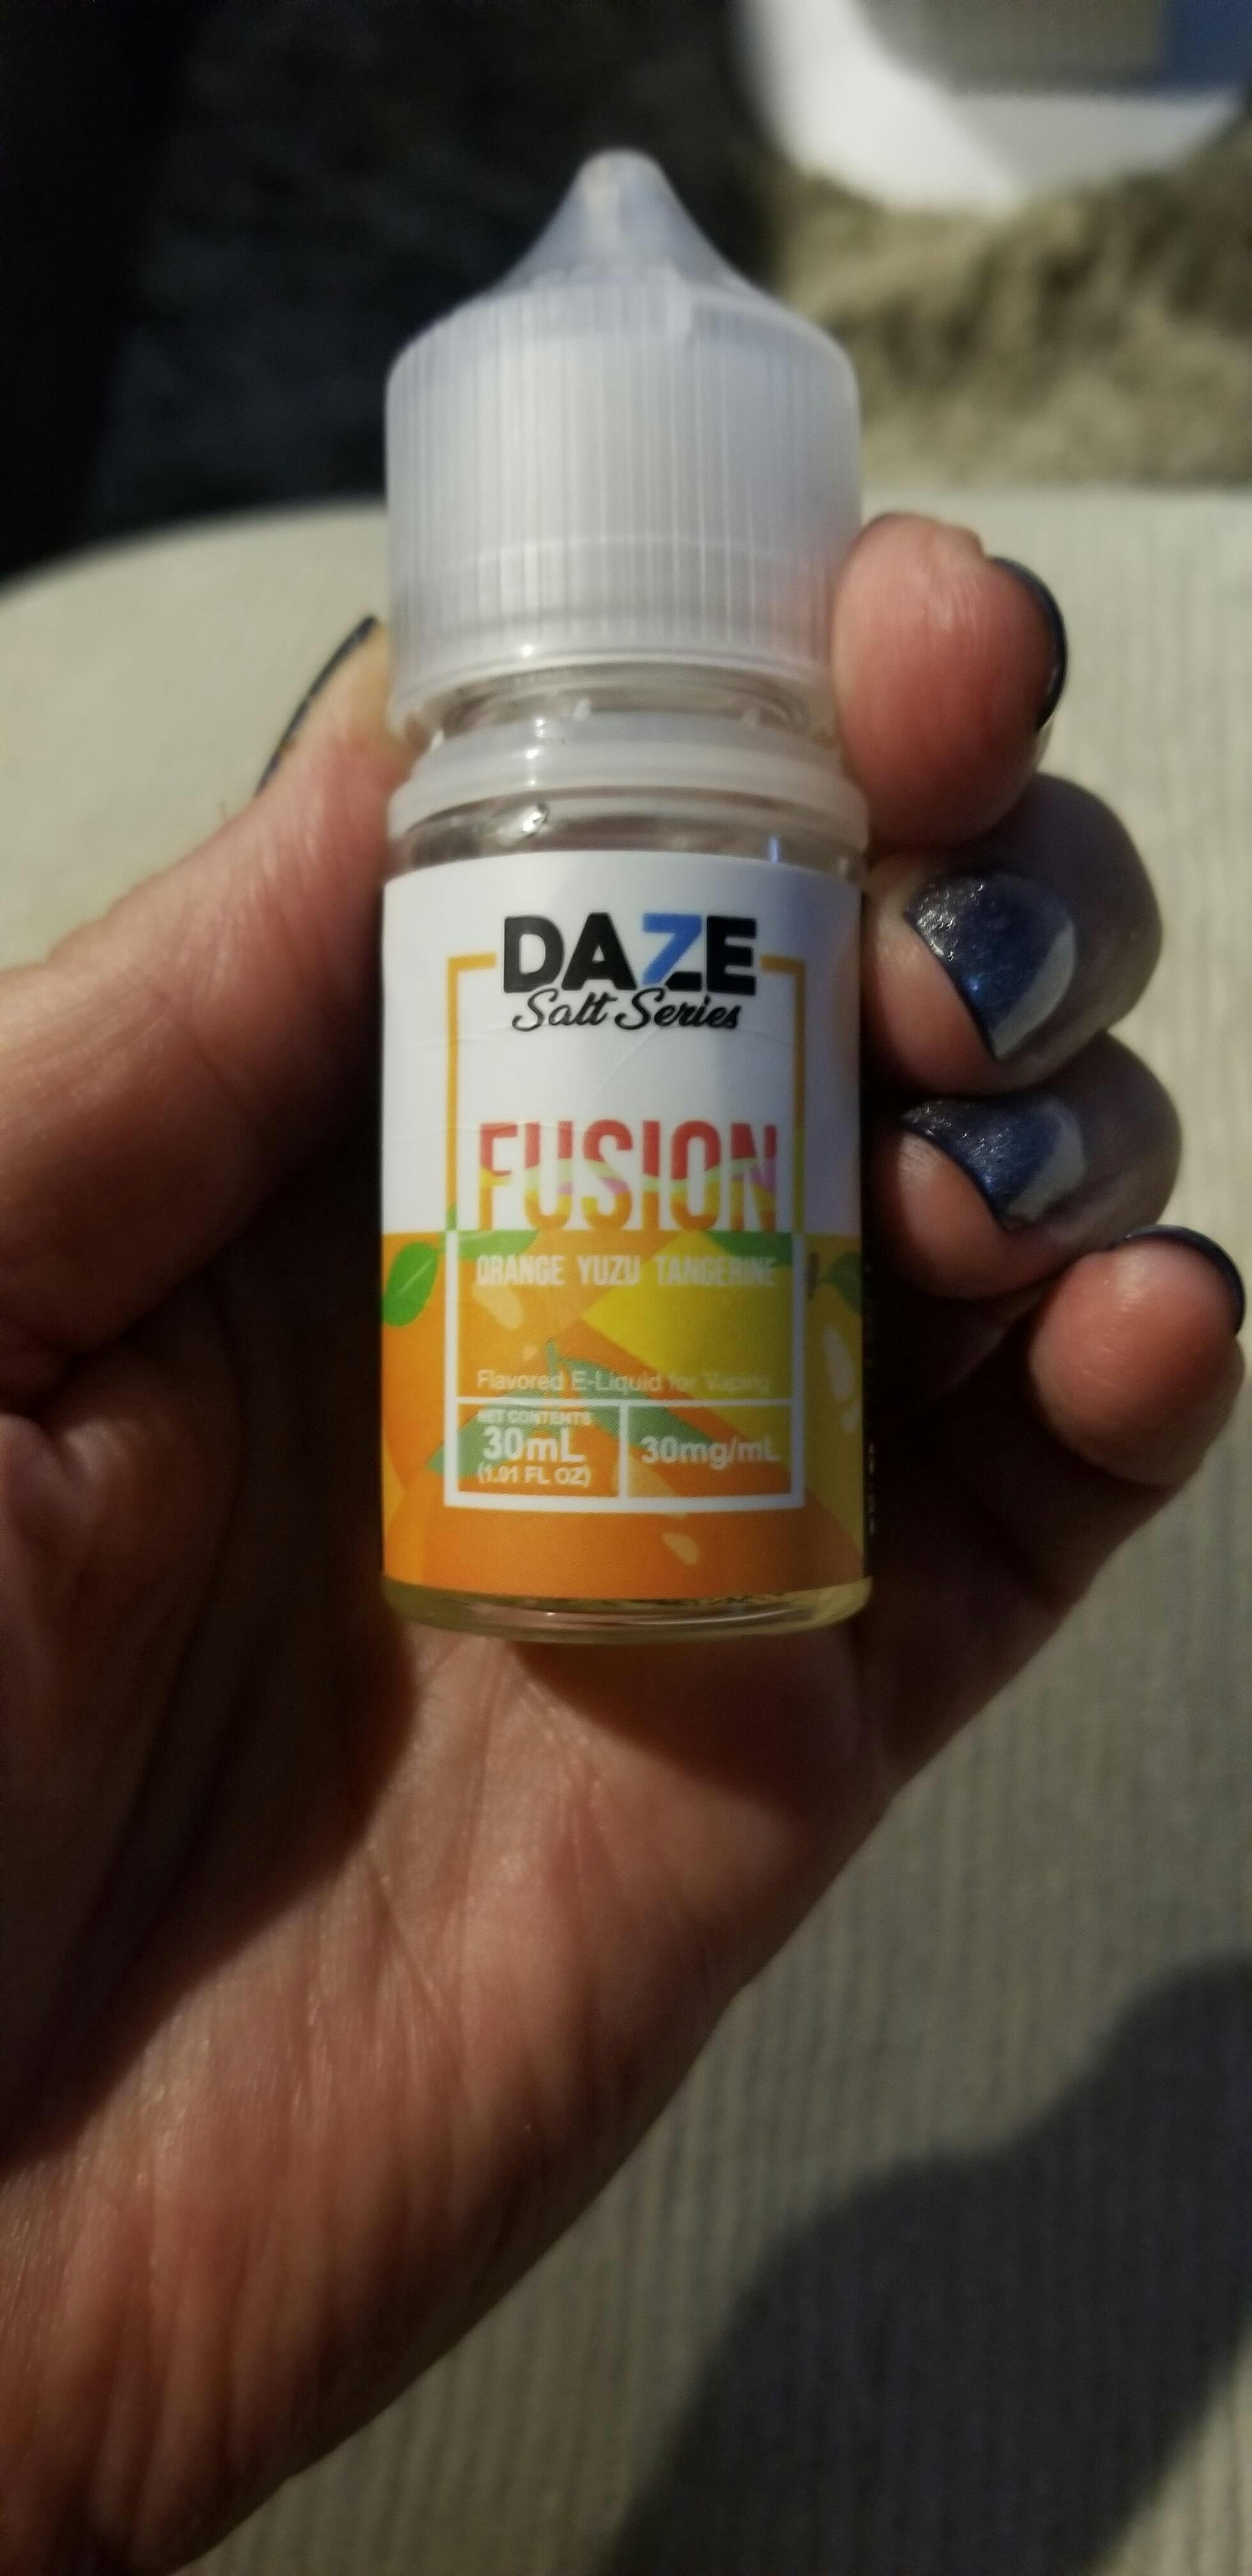 DAZE
Salt Series
FUSION
ORANGE YUZU TANGERINE
Flavored E-Liquid for Vaping
NET CONTENTS
30mL
(1.01 FL OZ)
30mg/mL